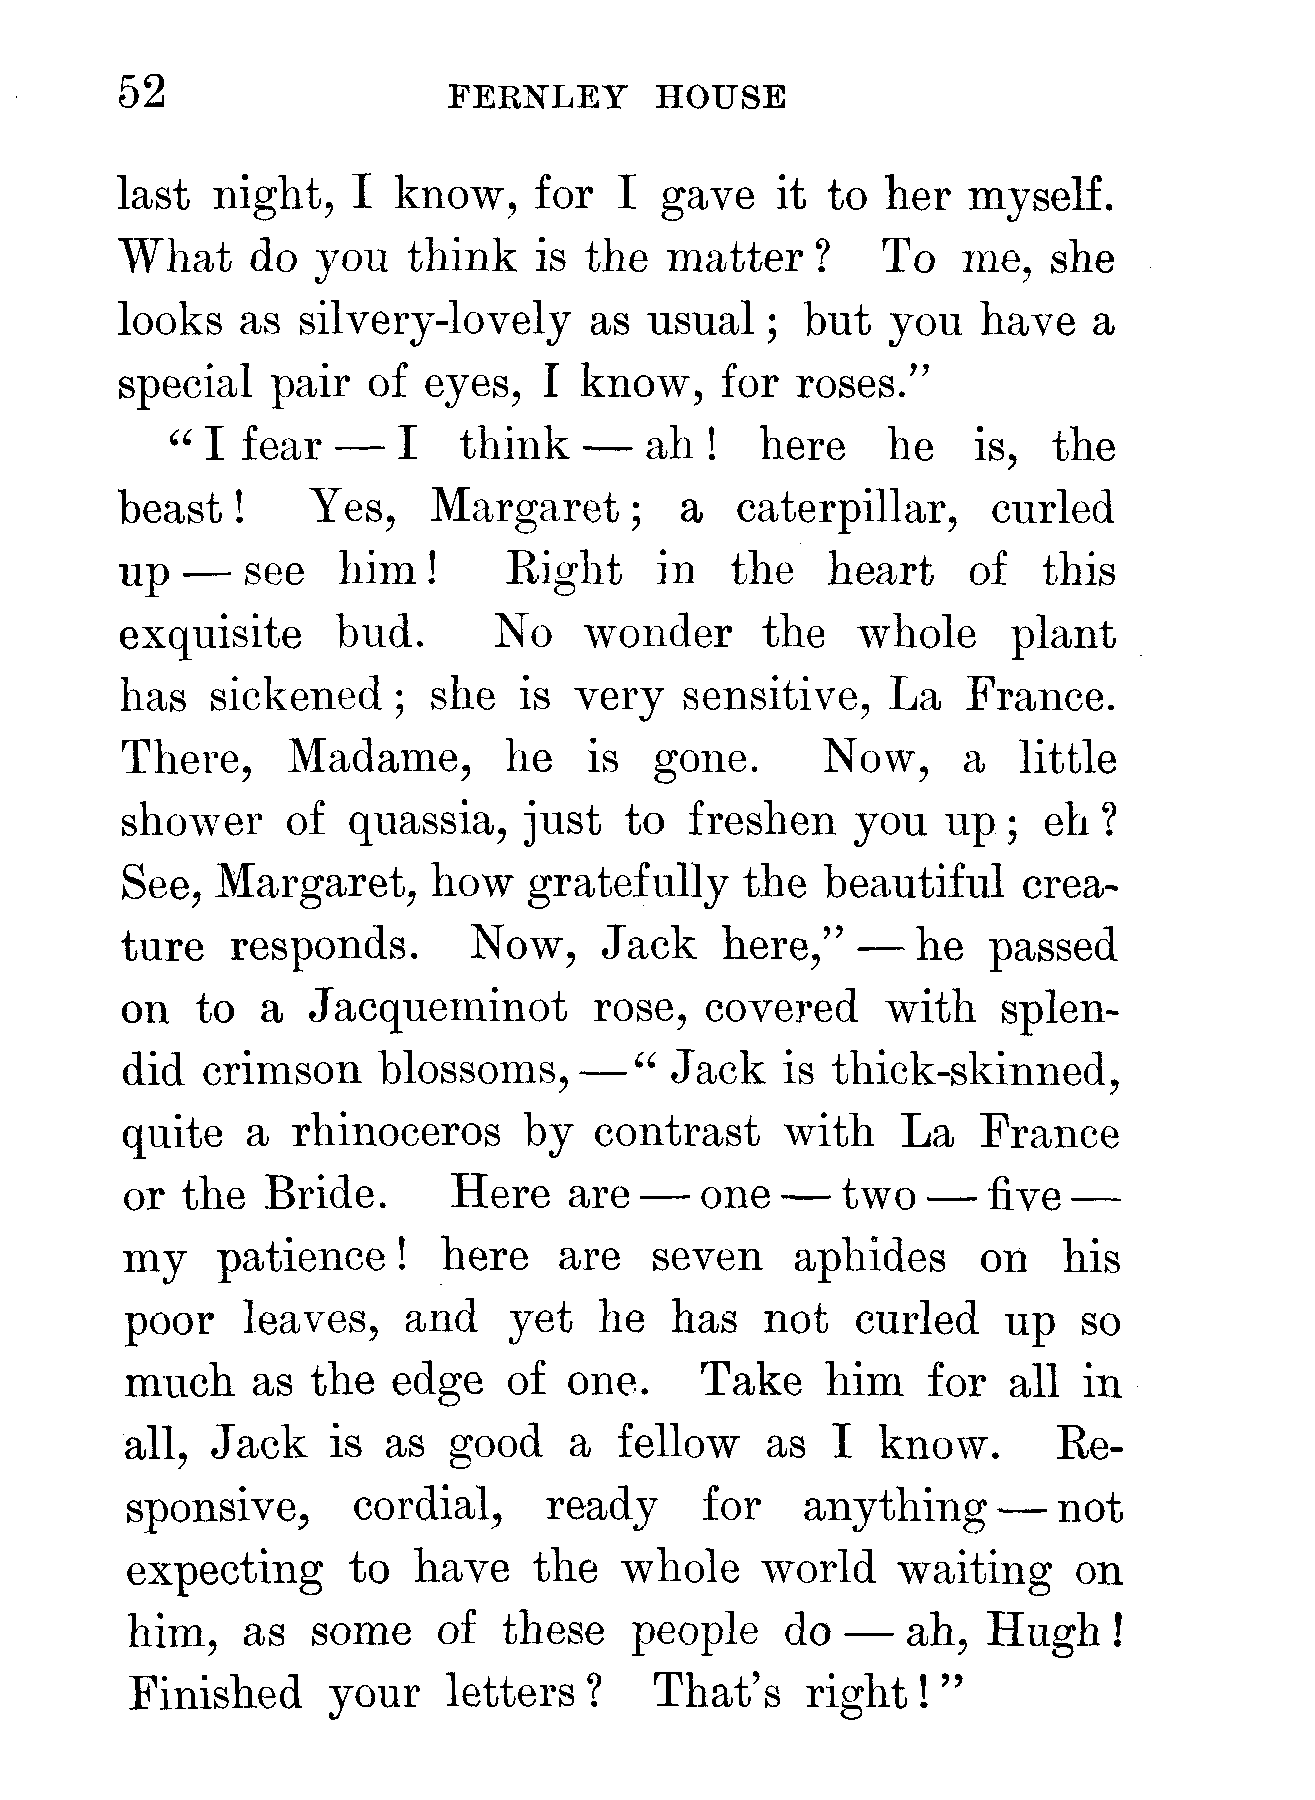 52 FERNLEY HOUSE
last night, I know, for I gave it to her myself.
What do you think is the matter? To me, she
looks as silvery-lovely as usual; but you have a
special pair of eyes, I know, for roses."
"I fear — I think — ah! here he is, the
beast! Yes, Margaret; a caterpillar, curled
up — see him! Right in the heart of this
exquisite bud. No wonder the whole plant
has sickened; she is very sensitive, La France.
There, Madame, he is gone. Now, a little
shower of quassia, just to freshen you up; eh?
See, Margaret, how gratefully the beautiful crea-
ture responds. Now, Jack here," — he passed
on to a Jacqueminot rose, covered with splen-
did crimson blossoms, — "Jack is thick-skinned,
quite a rhinoceros by contrast with La France
or the Bride. Here are — one — two — five —
my patience! here are seven aphides on his
poor leaves, and yet he has not curled up so
much as the edge of one. Take him for all in
all, Jack is as good a fellow as I know. Re-
sponsive, cordial, ready for anything — not
expecting to have the whole world waiting on
him, as some of these people do — ah, Hugh!
Finished your letters? That's right!"